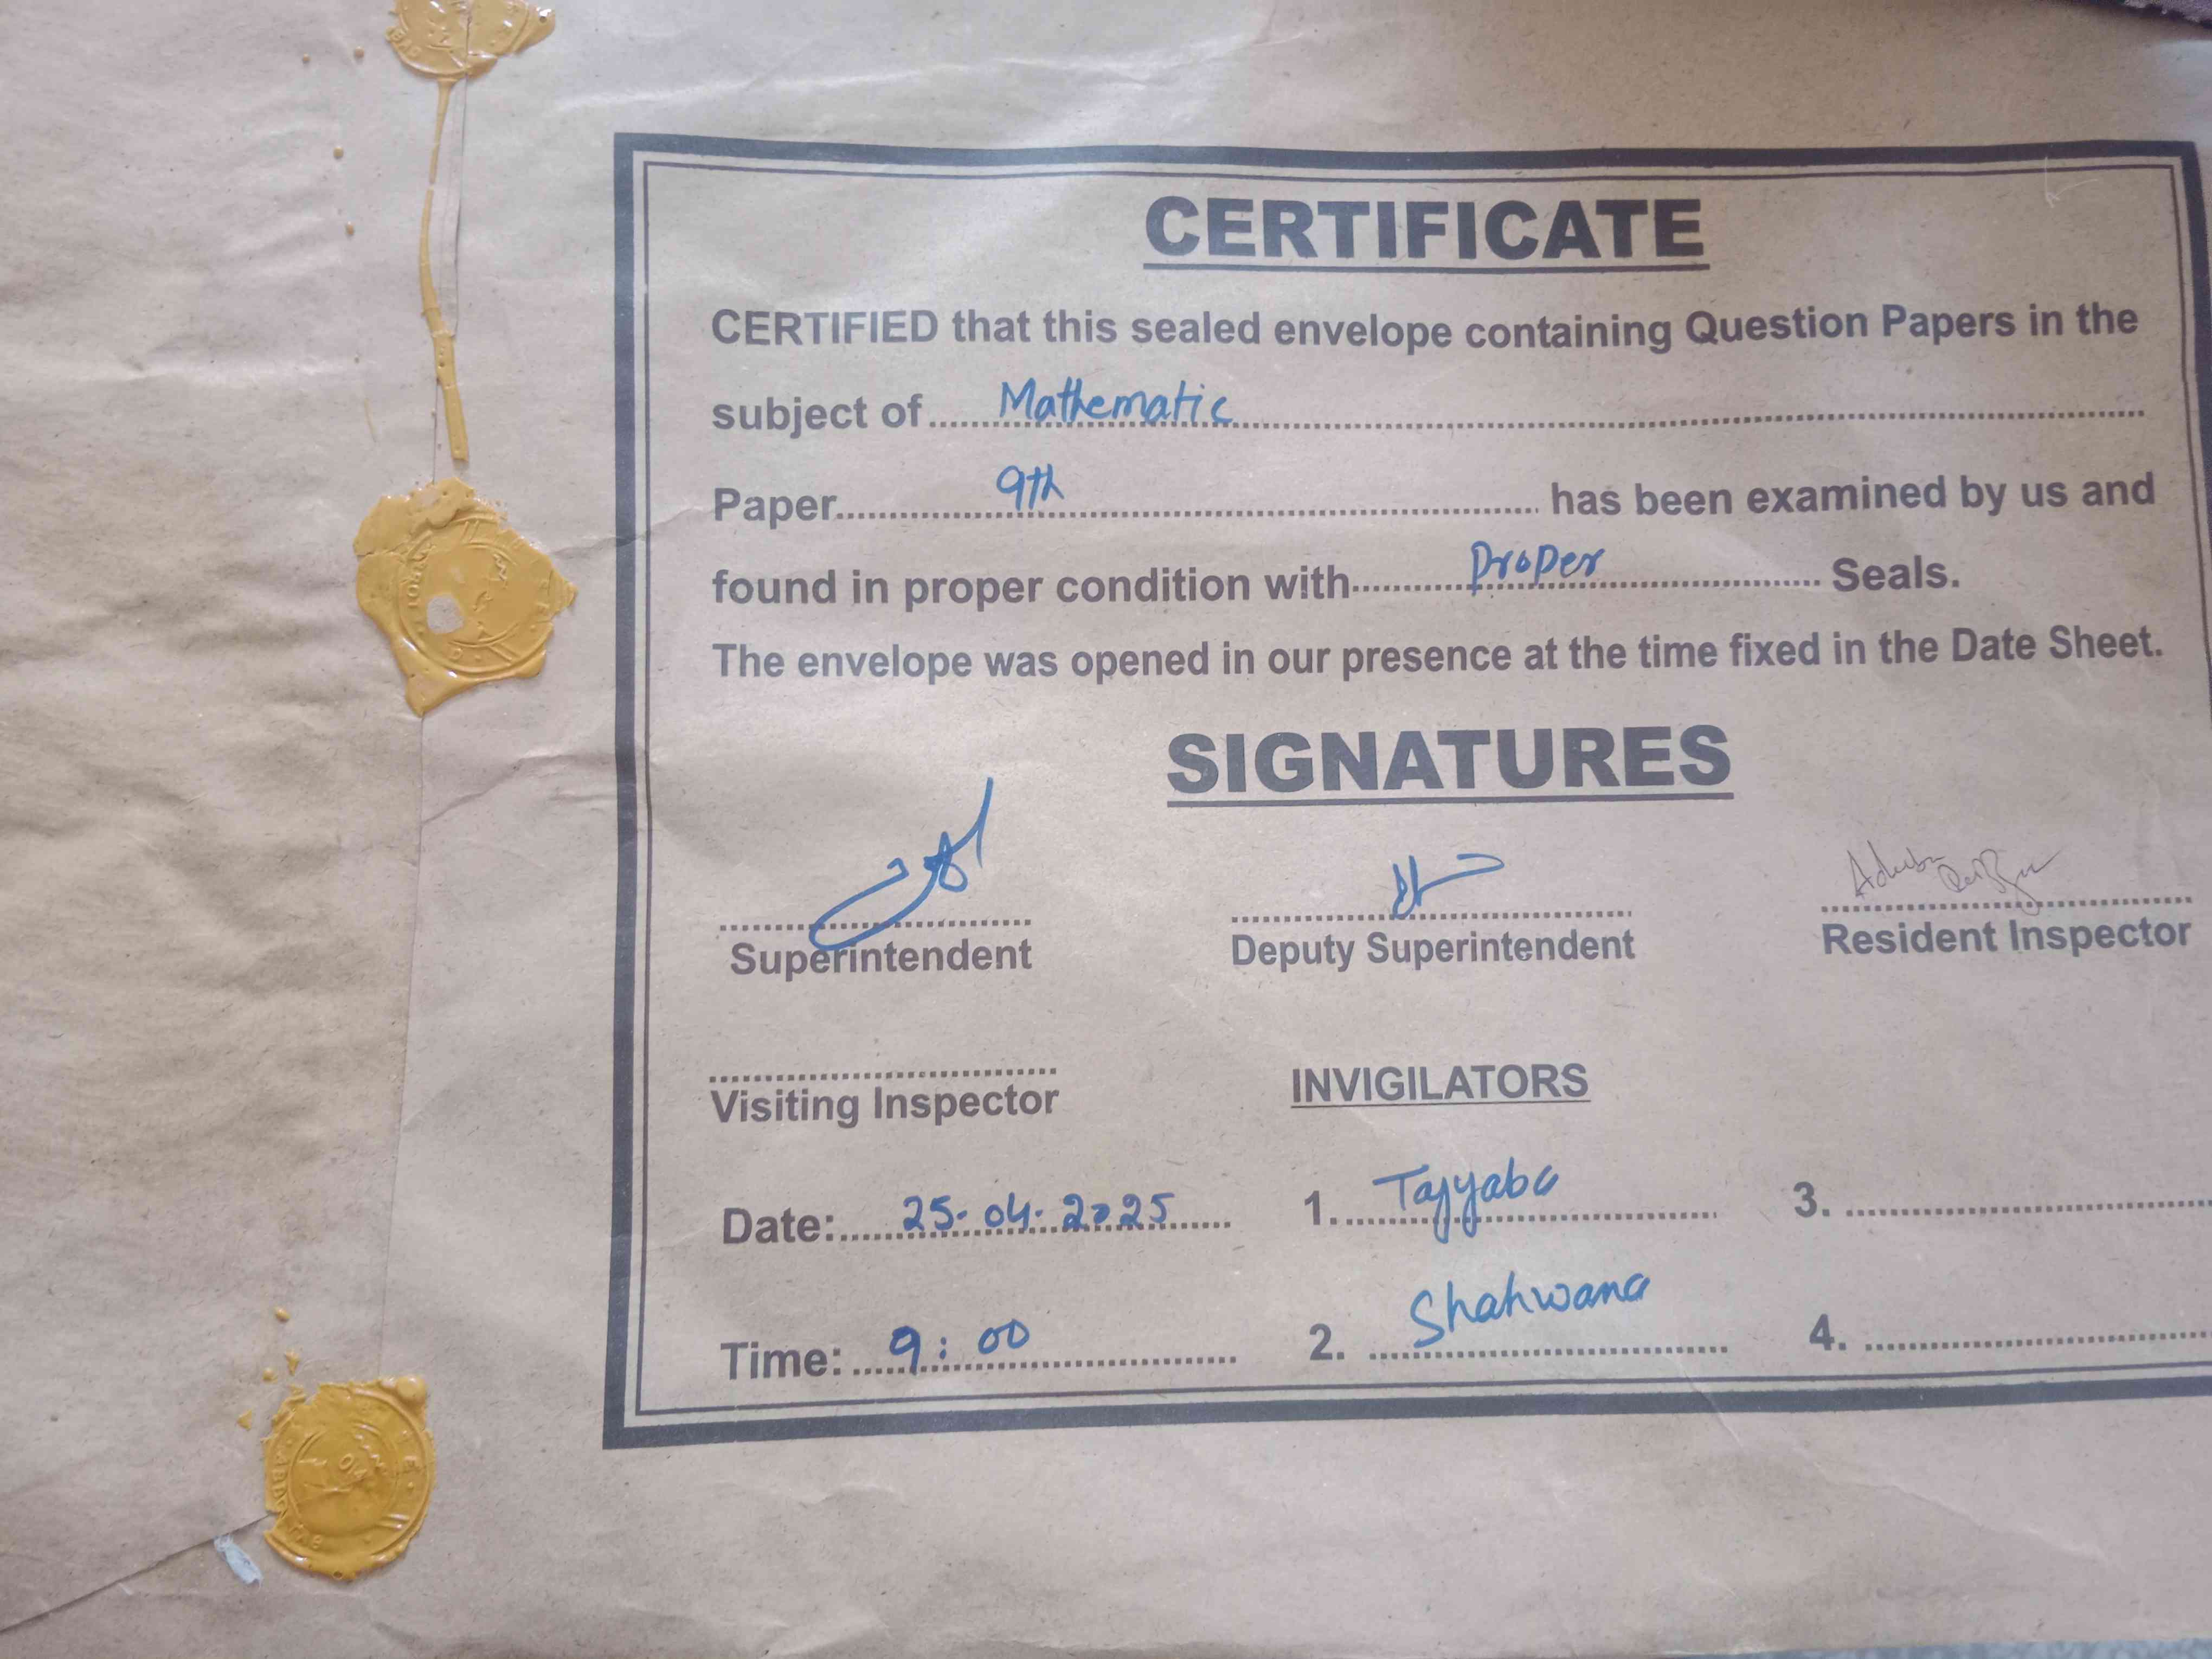 CERTIFICATE
CERTIFIED that this sealed envelope containing Question Papers in the
subject of Mathematic
Paper 9th has been examined by us and
found in proper condition with Proper Seals.
The envelope was opened in our presence at the time fixed in the Date Sheet.
SIGNATURES
Superintendent Deputy Superintendent Resident Inspector
Visiting Inspector INVIGILATORS
Date: 25-04-2025 1. Tayyaba 3.
Time: 9:00 2. Shahwana 4.